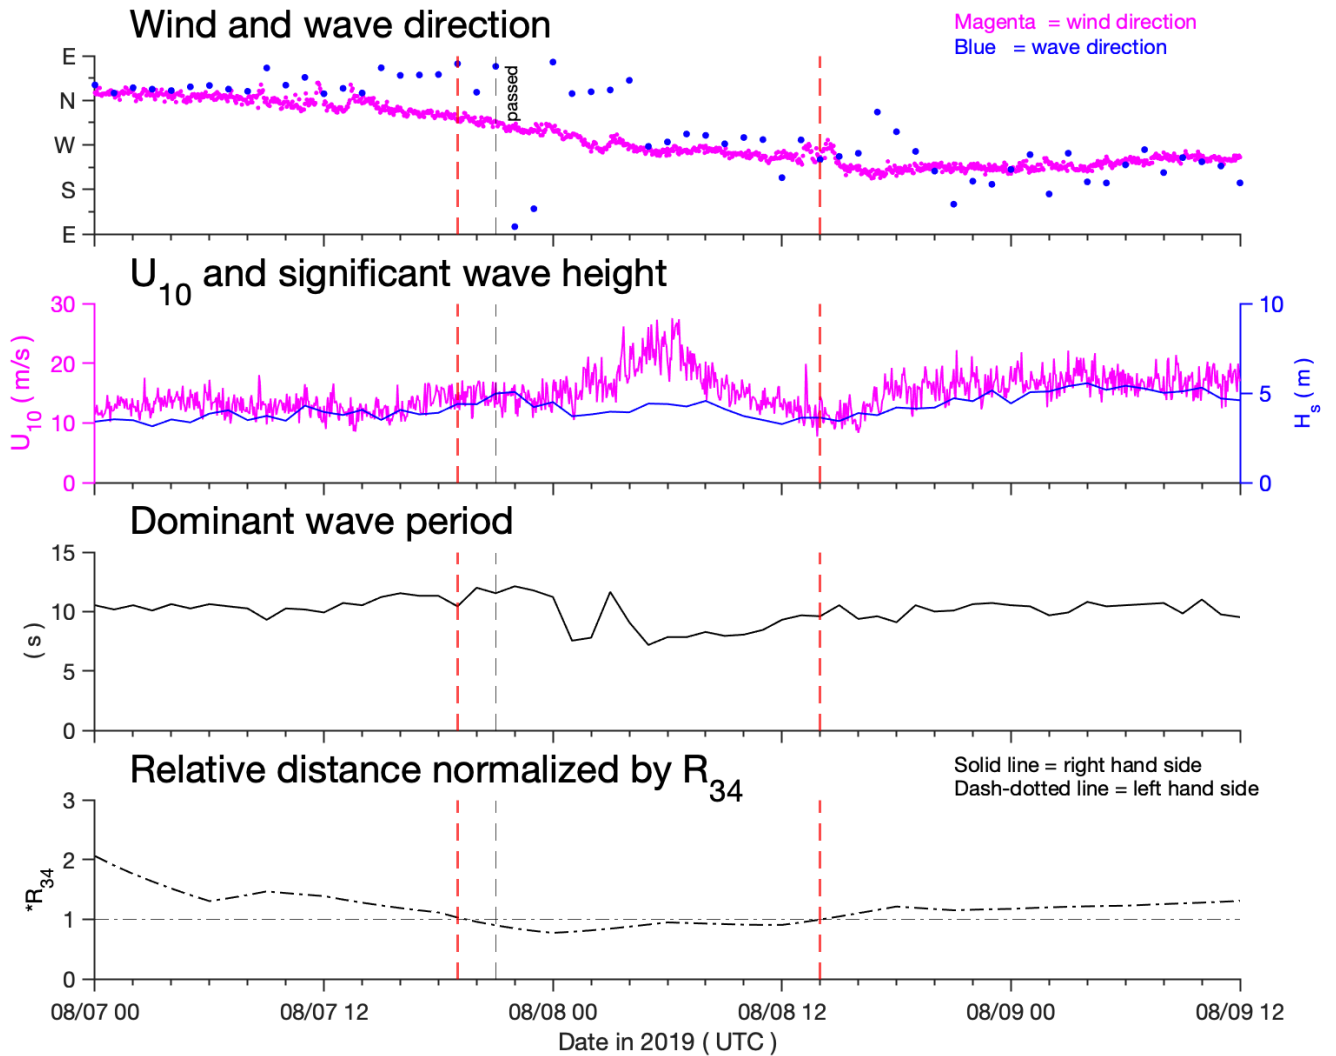 Wind and wave direction
Magenta = wind direction
Blue = wave direction
E
N
W
S
E
passed
U10 and significant wave height
30
20
10
0
U10 ( m/s )
10
5
0
Hs ( m )
Dominant wave period
15
10
5
0
( s )
Relative distance normalized by R34
Solid line = right hand side
Dash-dotted line = left hand side
3
2
1
0
*R34
08/07 00 08/07 12 08/08 00 08/08 12 08/09 00 08/09 12
Date in 2019 ( UTC )